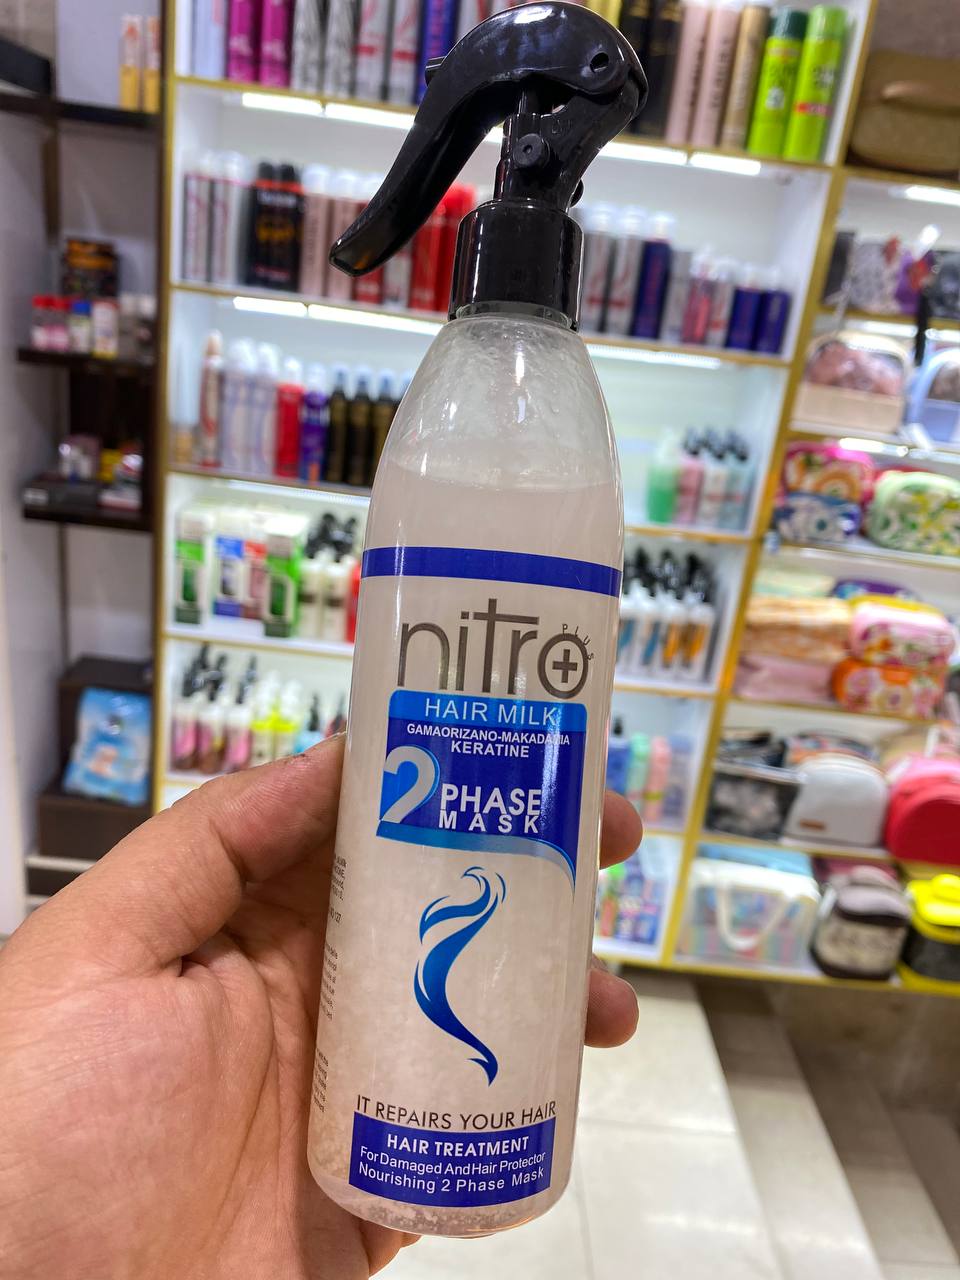 nitro
PLUS
HAIR MILK
GAMAORIZANO-MAKADAMIA
KERATINE
2
PHASE
MASK
IT REPAIRS YOUR HAIR
HAIR TREATMENT
For Damaged And Hair Protector
Nourishing 2 Phase Mask